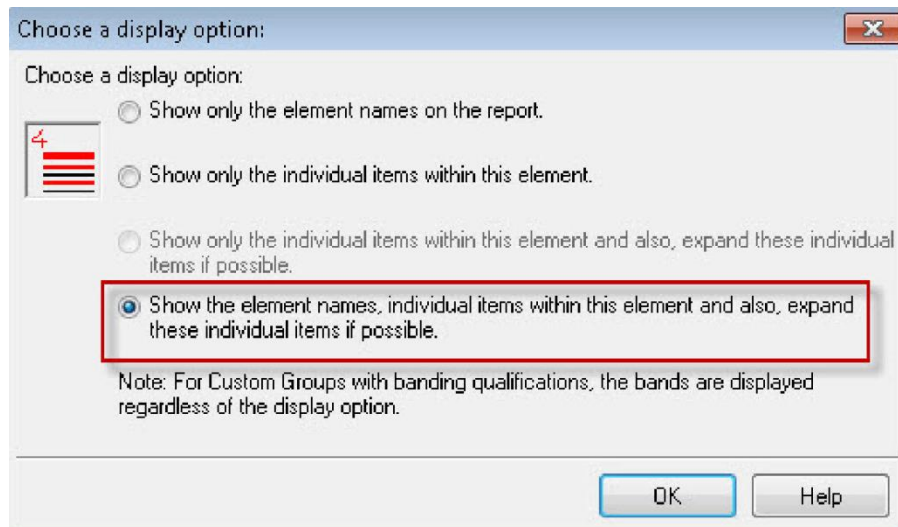 Choose a display option:
Choose a display option:
Show only the element names on the report.
4
Show only the individual items within this element.
Show only the individual items within this element and also, expand these individual
items if possible.
Show the element names, individual items within this element and also, expand
these individual items if possible.
Note: For Custom Groups with banding qualifications, the bands are displayed
regardless of the display option.
OK
Help